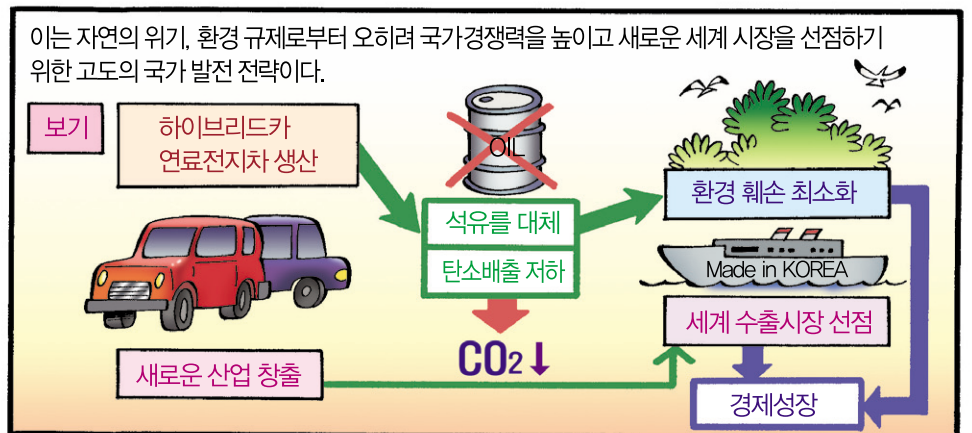 이는 자연의 위기, 환경 규제로부터 오히려 국가경쟁력을 높이고 새로운 세계 시장을 선점하기
위한 고도의 국가 발전 전략이다.
보기
하이브리드카
연료전지차 생산
OIL
석유를 대체
탄소배출 저하
환경 훼손 최소화
Made in KOREA
세계 수출시장 선점
CO₂
새로운 산업 창출
경제성장